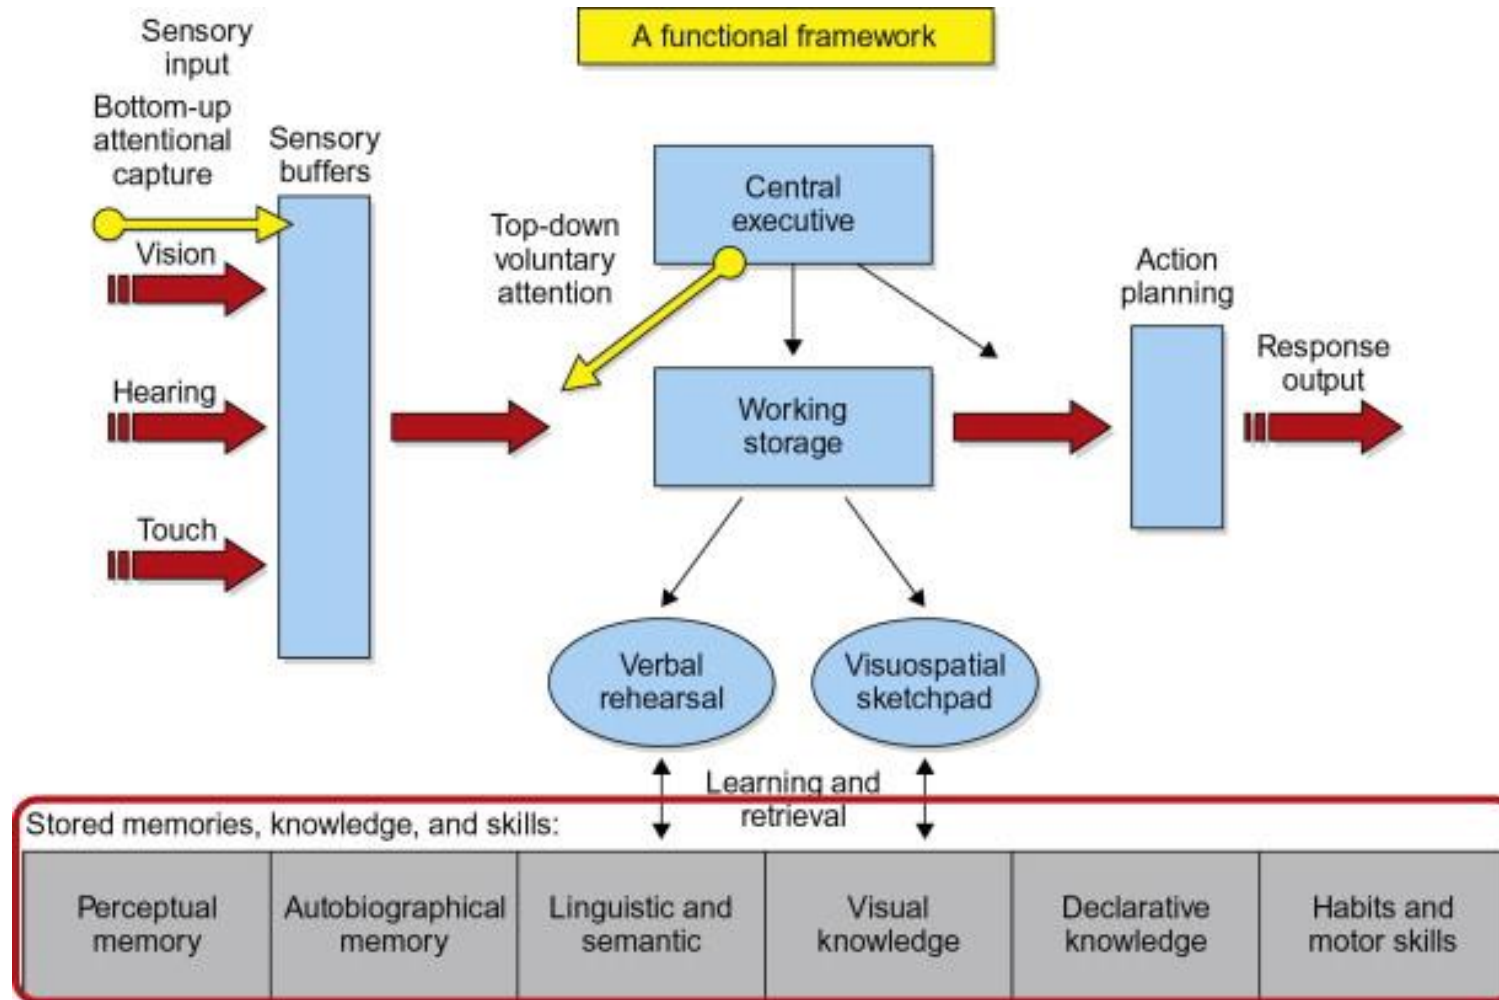 Sensory
input
A functional framework
Bottom-up
attentional
capture
Sensory
buffers
Vision
Hearing
Touch
Top-down
voluntary
attention
Central
executive
Working
storage
Action
planning
Response
output
Verbal
rehearsal
Visuospatial
sketchpad
Learning and
retrieval
Stored memories, knowledge, and skills:
Perceptual
memory
Autobiographical
memory
Linguistic and
semantic
Visual
knowledge
Declarative
knowledge
Habits and
motor skills